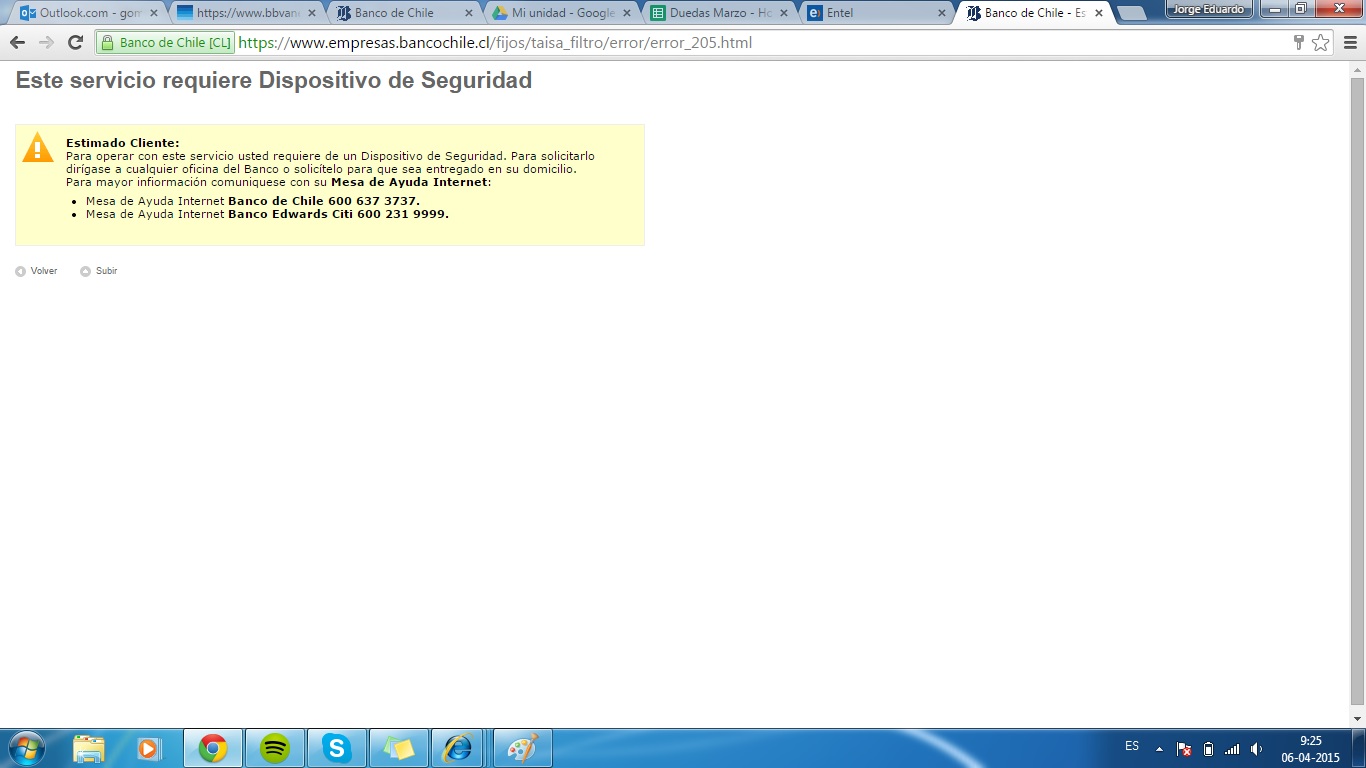 Outlook.com - gom
https://www.bbvane
Banco de Chile
Mi unidad - Google
Duedas Marzo - Ho
Entel
Banco de Chile - Es
Jorge Eduardo
Banco de Chile [CL]
https://www.empresas.bancochile.cl/fijos/taisa_filtro/error/error_205.html
Este servicio requiere Dispositivo de Seguridad
Estimado Cliente:
Para operar con este servicio usted requiere de un Dispositivo de Seguridad. Para solicitarlo
dirígase a cualquier oficina del Banco o solicítelo para que sea entregado en su domicilio.
Para mayor información comuniquese con su Mesa de Ayuda Internet:
Mesa de Ayuda Internet Banco de Chile 600 637 3737.
Mesa de Ayuda Internet Banco Edwards Citi 600 231 9999.
Volver
Subir
ES
9:25
06-04-2015